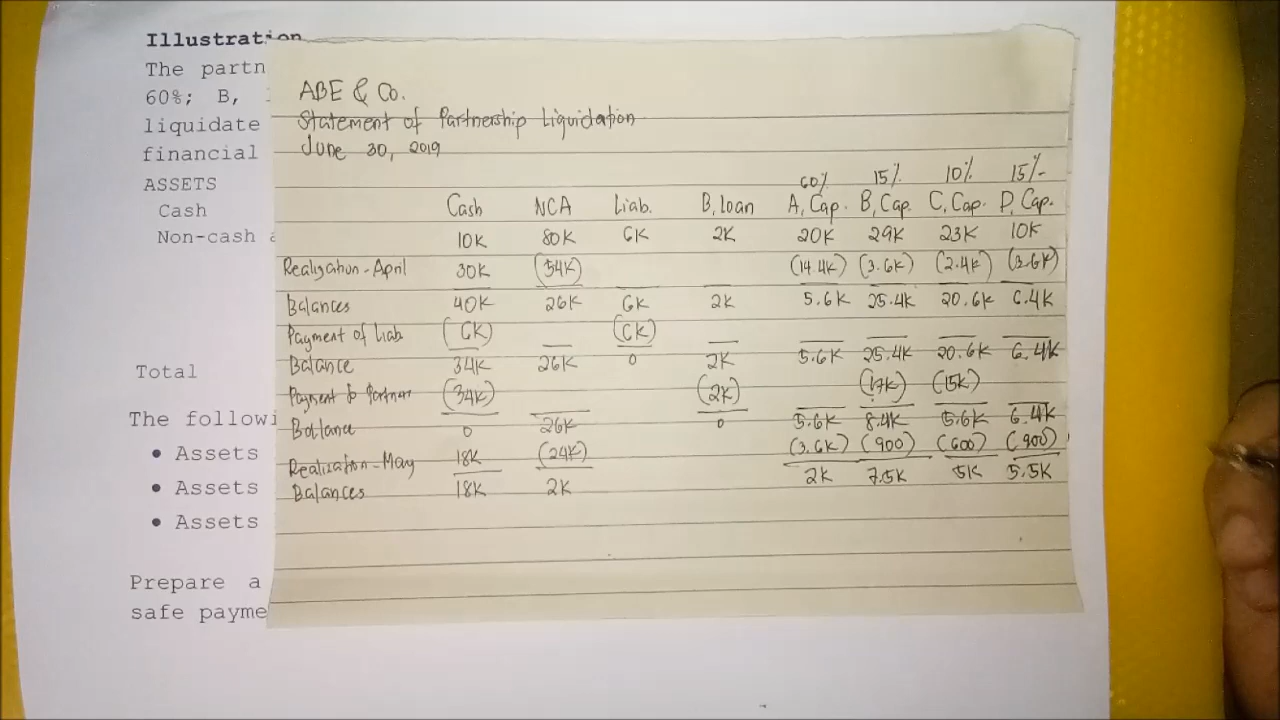 Illustration
The partn
60%; B,
liquidate
financial
ASSETS
Cash
Non-cash a
Total
The followi
• Assets
• Assets
• Assets
Prepare a
safe payme
ABE & Co.
Statement of Partnership Liquidation
June 30, 2019
60% 15% 10% 15%
Cash NCA Liab. B, loan A, Cap. B, Cap. C, Cap. D, Cap.
10K 80K 6K 2K 20K 29K 23K 10K
Realization - April 30K (54K) (14.4K) (3.6K) (2.4K) (3.6K)
Balances 40K 26K 6K 2K 5.6K 25.4K 20.6K 6.4K
Payment of Liab (6K) (6K)
Balance 34K 26K 0 2K 5.6K 25.4K 20.6K 6.4K
Payment to Partner (34K) (2K) (17K) (15K)
Ballance 0 26K 0 5.6K 8.4K 5.6K 6.4K
Realization - May 18K (24K) (3.6K) (900) (600) (900)
Balances 18K 2K 2K 7.5K 5K 5.5K